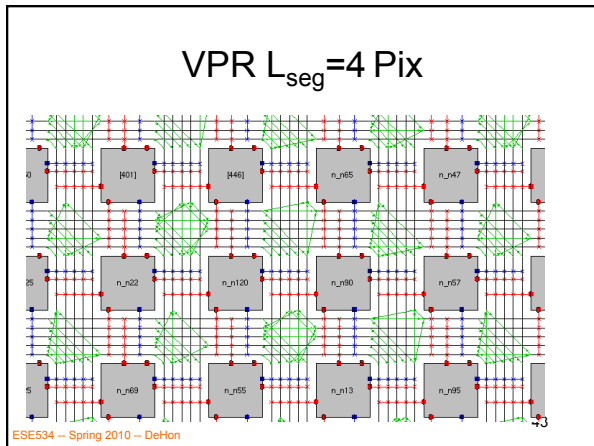 VPR Lseg=4 Pix
[401] [446] n_n65 n_n47
25 n_n22 n_n120 n_n90 n_n57
n_n69 n_n55 n_n13 n_n95
ESE534 -- Spring 2010 -- DeHon